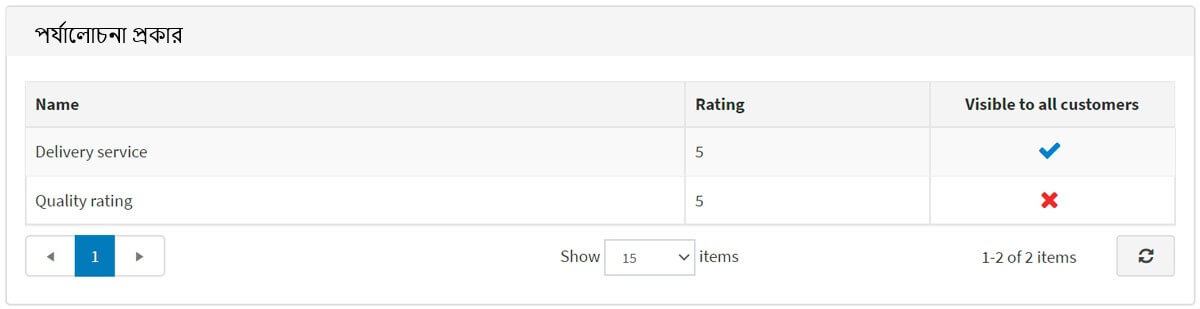 পর্যালোচনা প্রকার
Name Rating Visible to all customers
Delivery service 5
Quality rating 5
1 Show 15 items 1-2 of 2 items